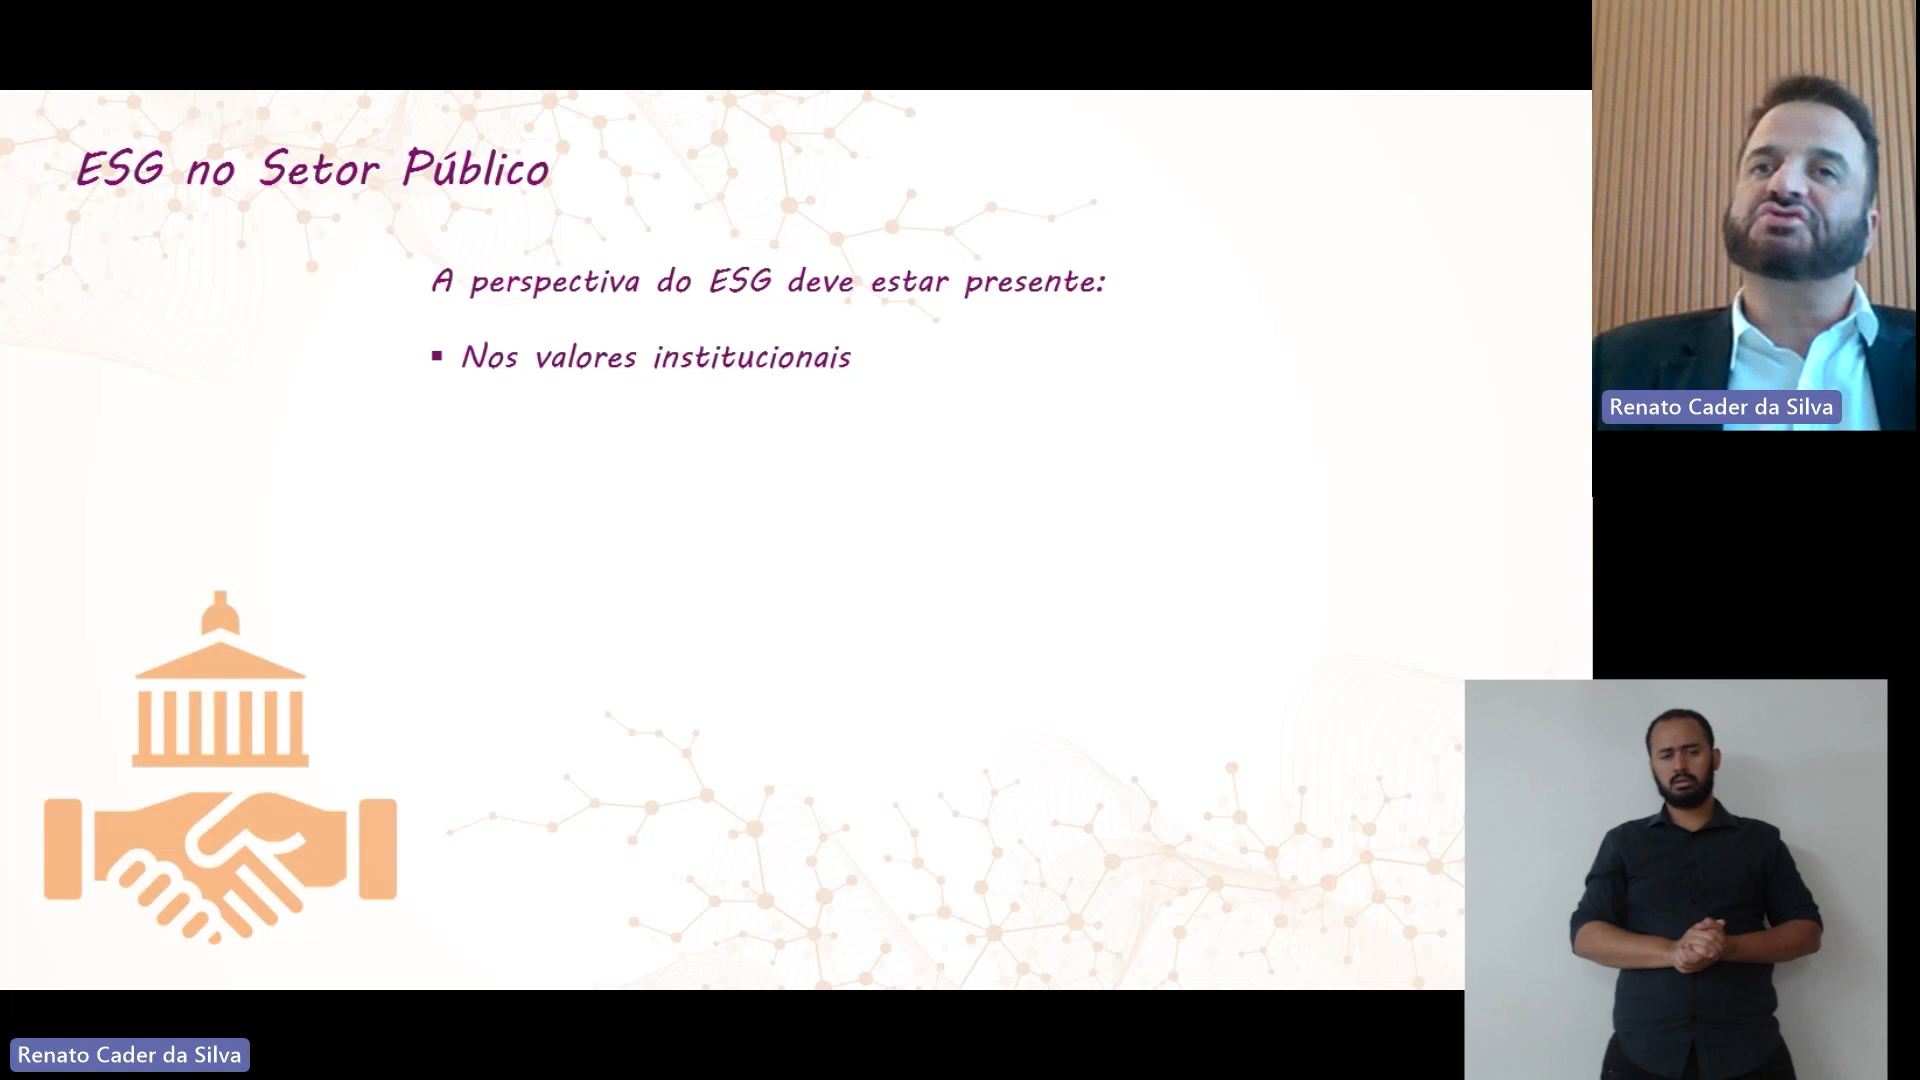 ESG no Setor Público
A perspectiva do ESG deve estar presente:
▪ Nos valores institucionais
Renato Cader da Silva
Renato Cader da Silva